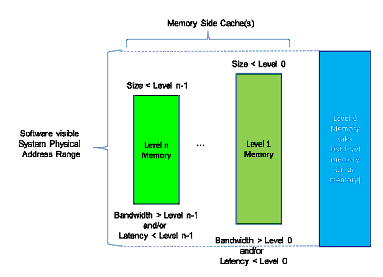 Memory Side Cache(s)
Size < Level 0
Size < Level n-1
Software visible
System Physical
Address Range
Level n
Memory
...
Level 1
Memory
Level 0
Memory
memory
memory)
Bandwidth > Level n-1
and/or
Latency < Level n-1
Bandwidth > Level 0
and/or
Latency < Level 0